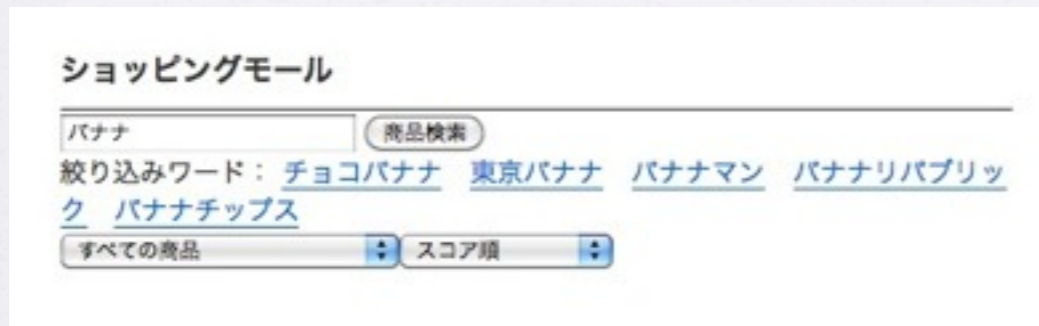 ショッピングモール
バナナ 商品検索
絞り込みワード： チョコバナナ 東京バナナ バナナマン バナナリパブリッ
ク バナナチップス
すべての商品 スコア順